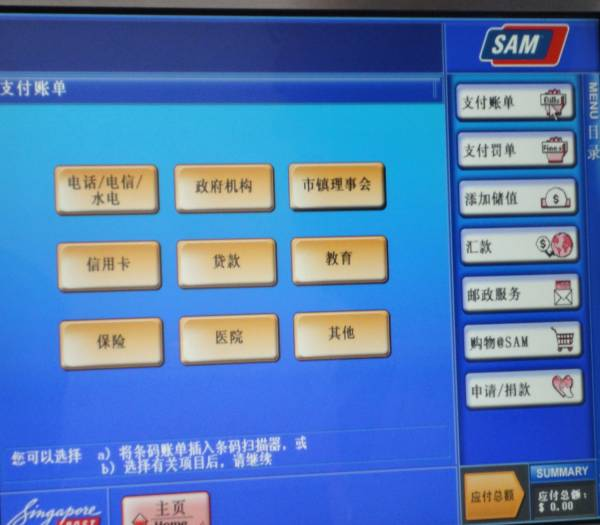 SAM
支付账单
电话/电信/
水电
政府机构
市镇理事会
信用卡
贷款
教育
保险
医院
其他
您可以选择 a) 将条码账单插入条码扫描器，或
b) 选择有关项目后，请继续
Singapore
POST
主页
Home
MENU 目录
支付账单
Bills
支付罚单
Fines
添加储值
$
汇款
$
邮政服务
购物@SAM
申请/捐款
应付总额
SUMMARY
应付总额：
$ 0.00